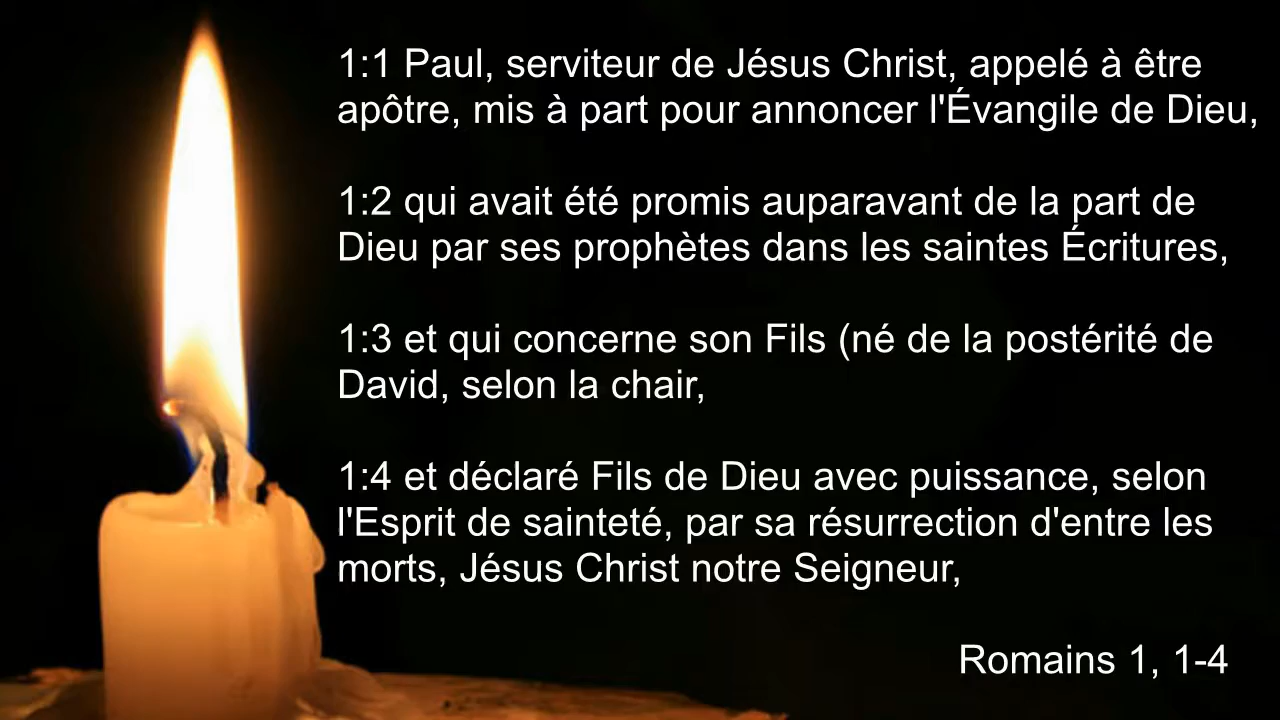 1:1 Paul, serviteur de Jésus Christ, appelé à être
apôtre, mis à part pour annoncer l'Évangile de Dieu,
1:2 qui avait été promis auparavant de la part de
Dieu par ses prophètes dans les saintes Écritures,
1:3 et qui concerne son Fils (né de la postérité de
David, selon la chair,
1:4 et déclaré Fils de Dieu avec puissance, selon
l'Esprit de sainteté, par sa résurrection d'entre les
morts, Jésus Christ notre Seigneur,
Romains 1, 1-4